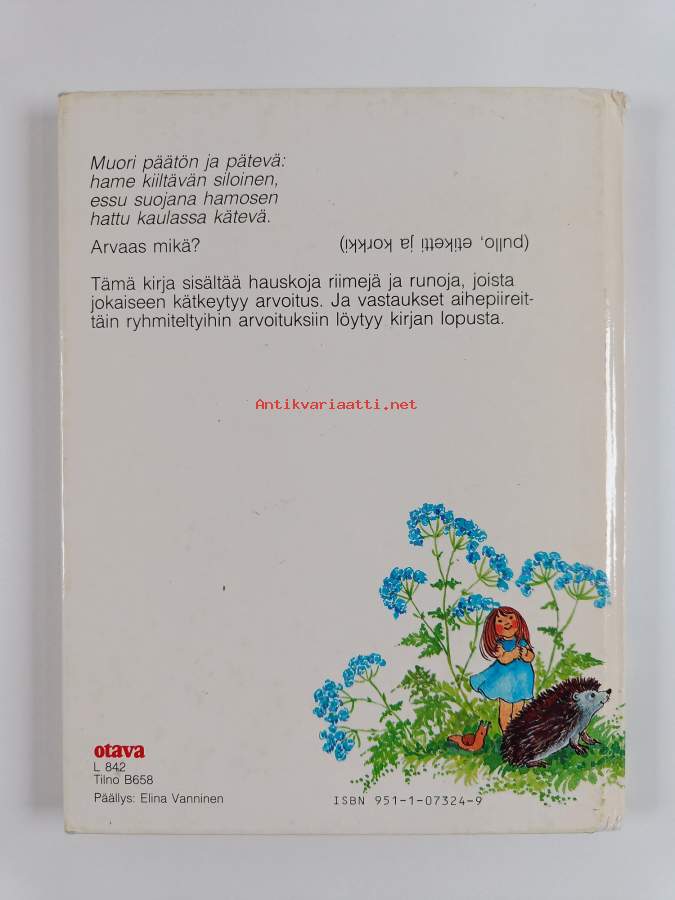 Muori päätön ja pätevä:
hame kiiltävän siloinen,
essu suojana hamosen
hattu kaulassa kätevä.
Arvaas mikä? (pullo, etiketti ja korkki)
Tämä kirja sisältää hauskoja riimejä ja runoja, joista
jokaiseen kätkeytyy arvoitus. Ja vastaukset aihepiireit-
täin ryhmiteltyihin arvoituksiin löytyy kirjan lopusta.
Antikvariaatti.net
otava
L 842
Tilno B658
Päällys: Elina Vanninen
ISBN 951-1-07324-9